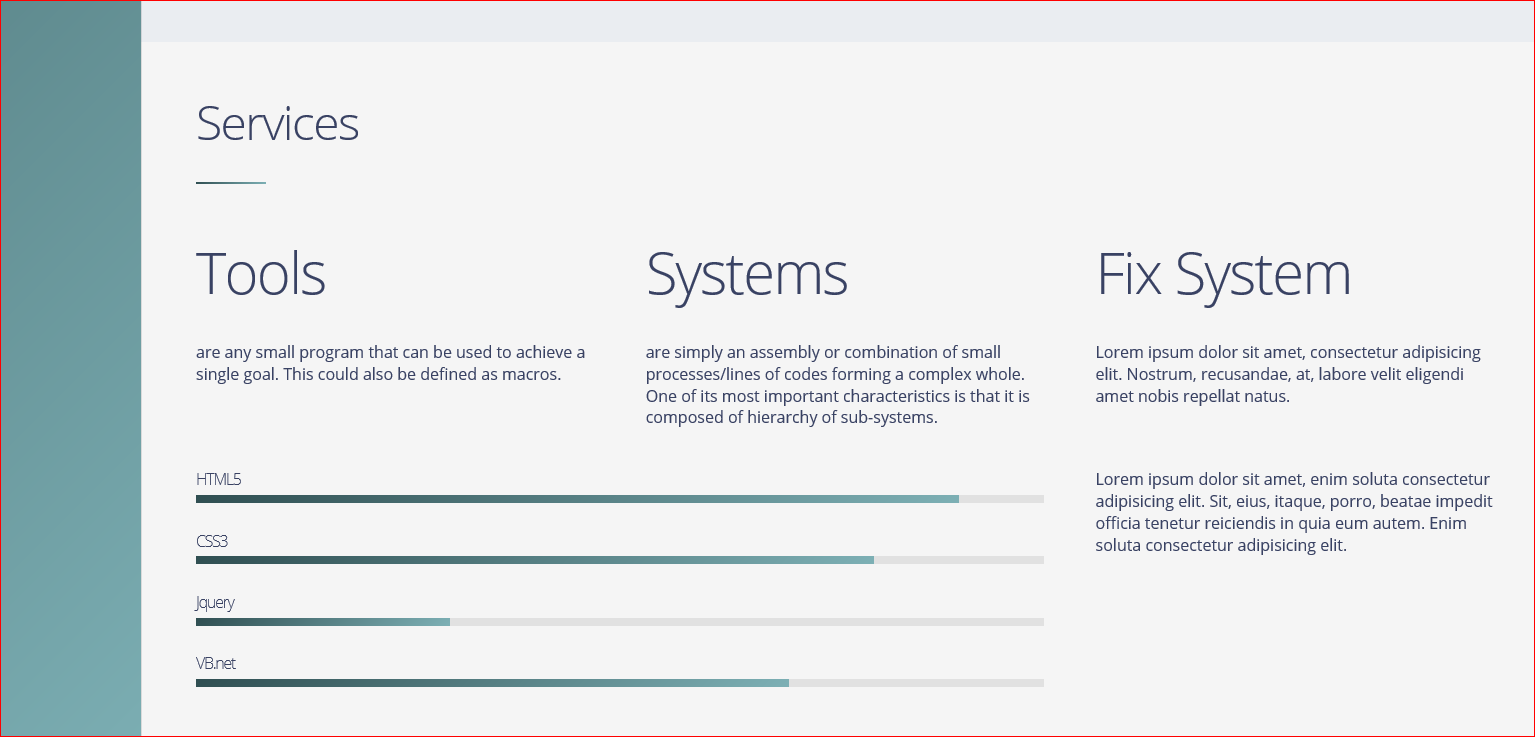 Services
Tools
are any small program that can be used to achieve a
single goal. This could also be defined as macros.
Systems
are simply an assembly or combination of small
processes/lines of codes forming a complex whole.
One of its most important characteristics is that it is
composed of hierarchy of sub-systems.
Fix System
Lorem ipsum dolor sit amet, consectetur adipisicing
elit. Nostrum, recusandae, at, labore velit eligendi
amet nobis repellat natus.
HTML5
CSS3
Jquery
VB.net
Lorem ipsum dolor sit amet, enim soluta consectetur
adipisicing elit. Sit, eius, itaque, porro, beatae impedit
officia tenetur reiciendis in quia eum autem. Enim
soluta consectetur adipisicing elit.